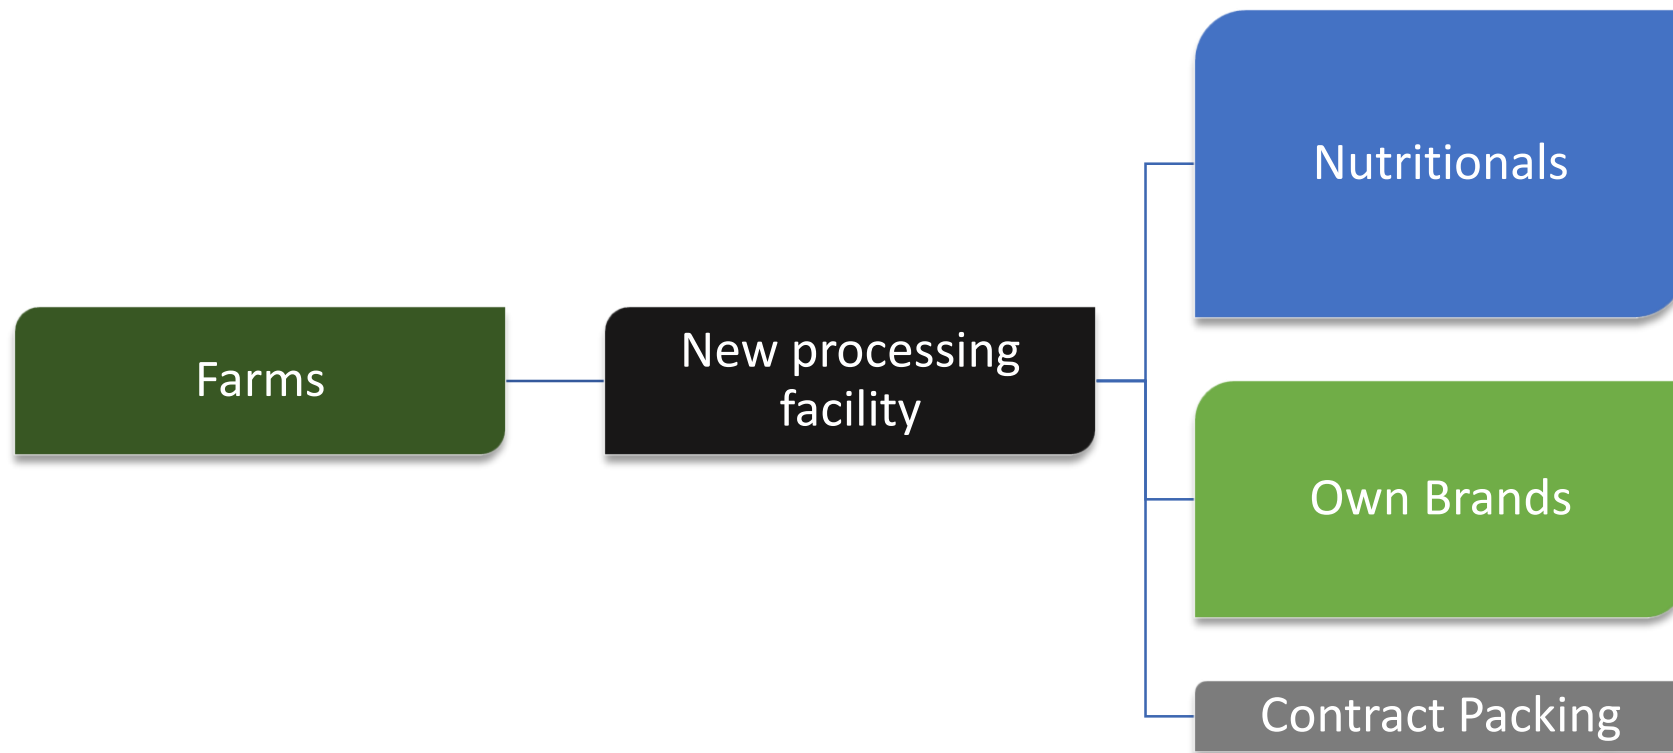 Nutritionals
Farms
New processing
facility
Own Brands
Contract Packing